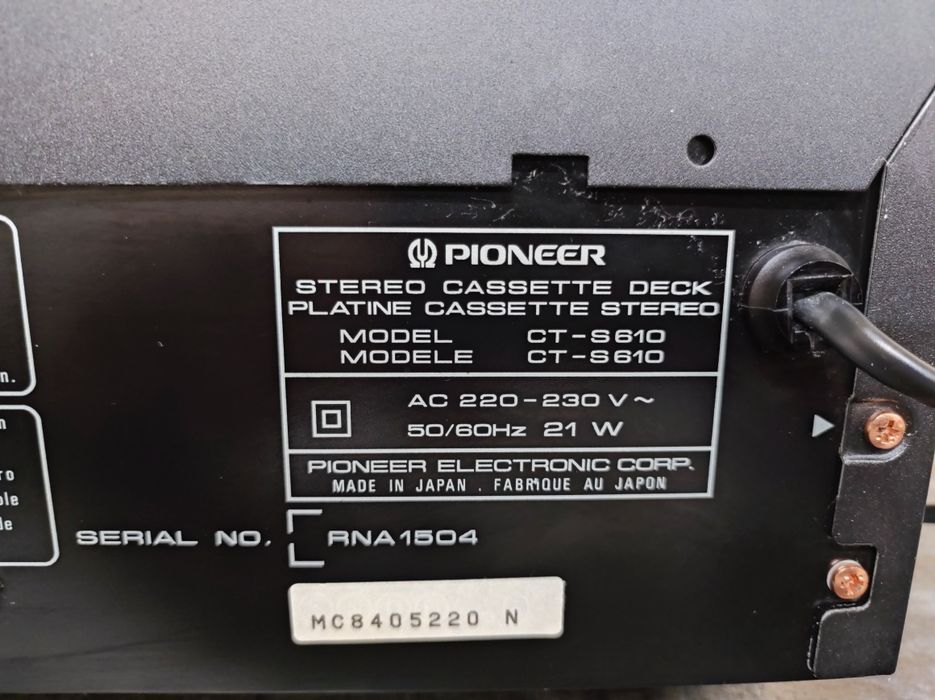 PIONEER
STEREO CASSETTE DECK
PLATINE CASSETTE STEREO
MODEL CT-S610
MODELE CT-S610
AC 220-230 V~
50/60Hz 21 W
PIONEER ELECTRONIC CORP.
MADE IN JAPAN . FABRIQUE AU JAPON
SERIAL NO. RNA1504
MC8405220 N